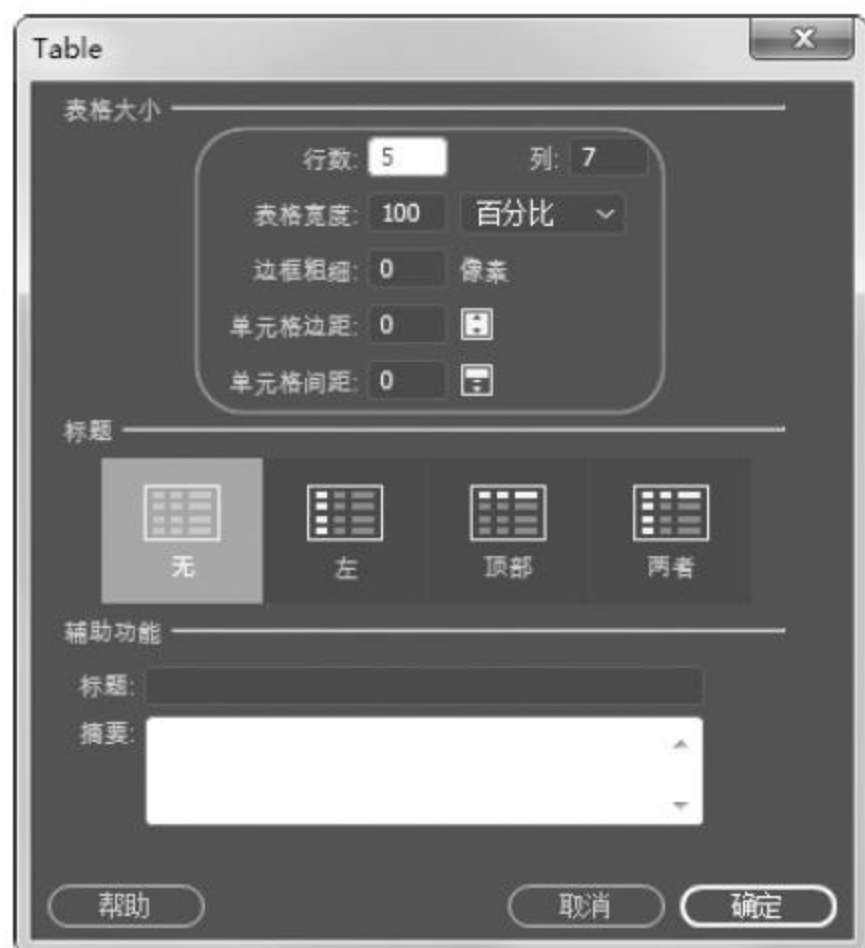 Table
表格大小
行数: 5 列: 7
表格宽度: 100 百分比
边框粗细: 0 像素
单元格边距: 0
单元格间距: 0
标题
无 左 顶部 两者
辅助功能
标题:
摘要:
帮助 取消 确定